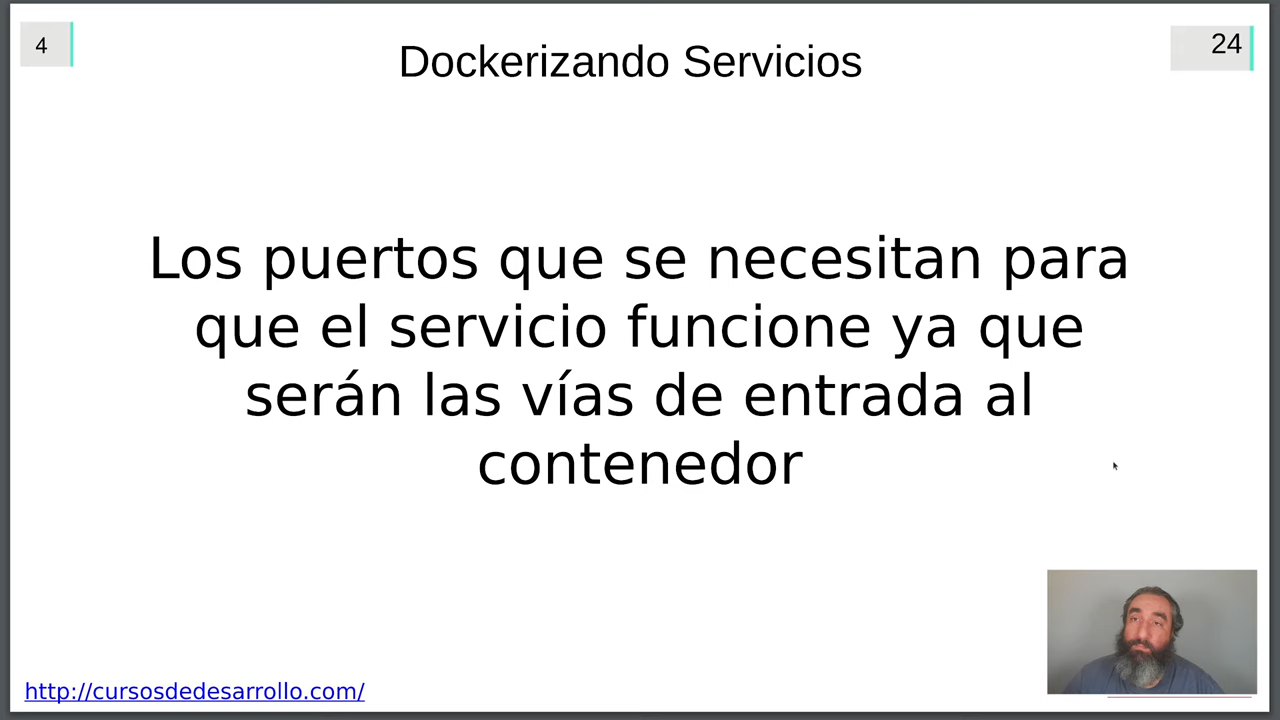 4
Dockerizando Servicios
24
Los puertos que se necesitan para
que el servicio funcione ya que
serán las vías de entrada al
contenedor
http://cursosdedesarrollo.com/